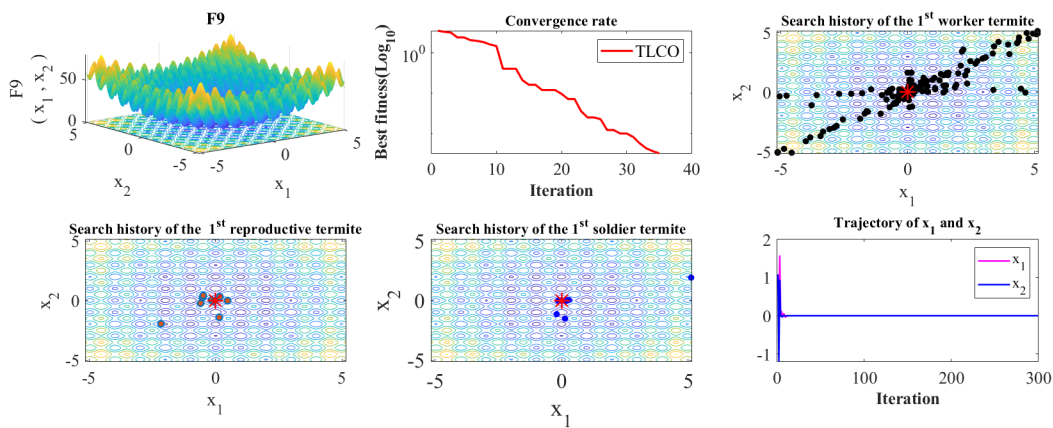 F9
F9
( x1 , x2 )
50
0
5
0
-5
x2
-5
0
5
x1
Convergence rate
Best finness(Log10)
10^0
TLCO
0 10 20 30 40
Iteration
Search history of the 1st worker termite
x2
5
0
-5
-5 0 5
x1
Search history of the 1st reproductive termite
x2
5
0
-5
-5 0 5
x1
Search history of the 1st soldier termite
x2
5
0
-5
-5 0 5
x1
Trajectory of x1 and x2
2
1
0
-1
x1
x2
0 100 200 300
Iteration